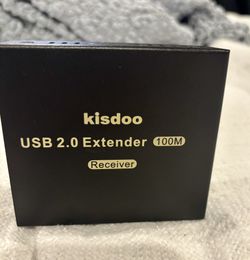 kisdoo
USB 2.0 Extender 100M
Receiver